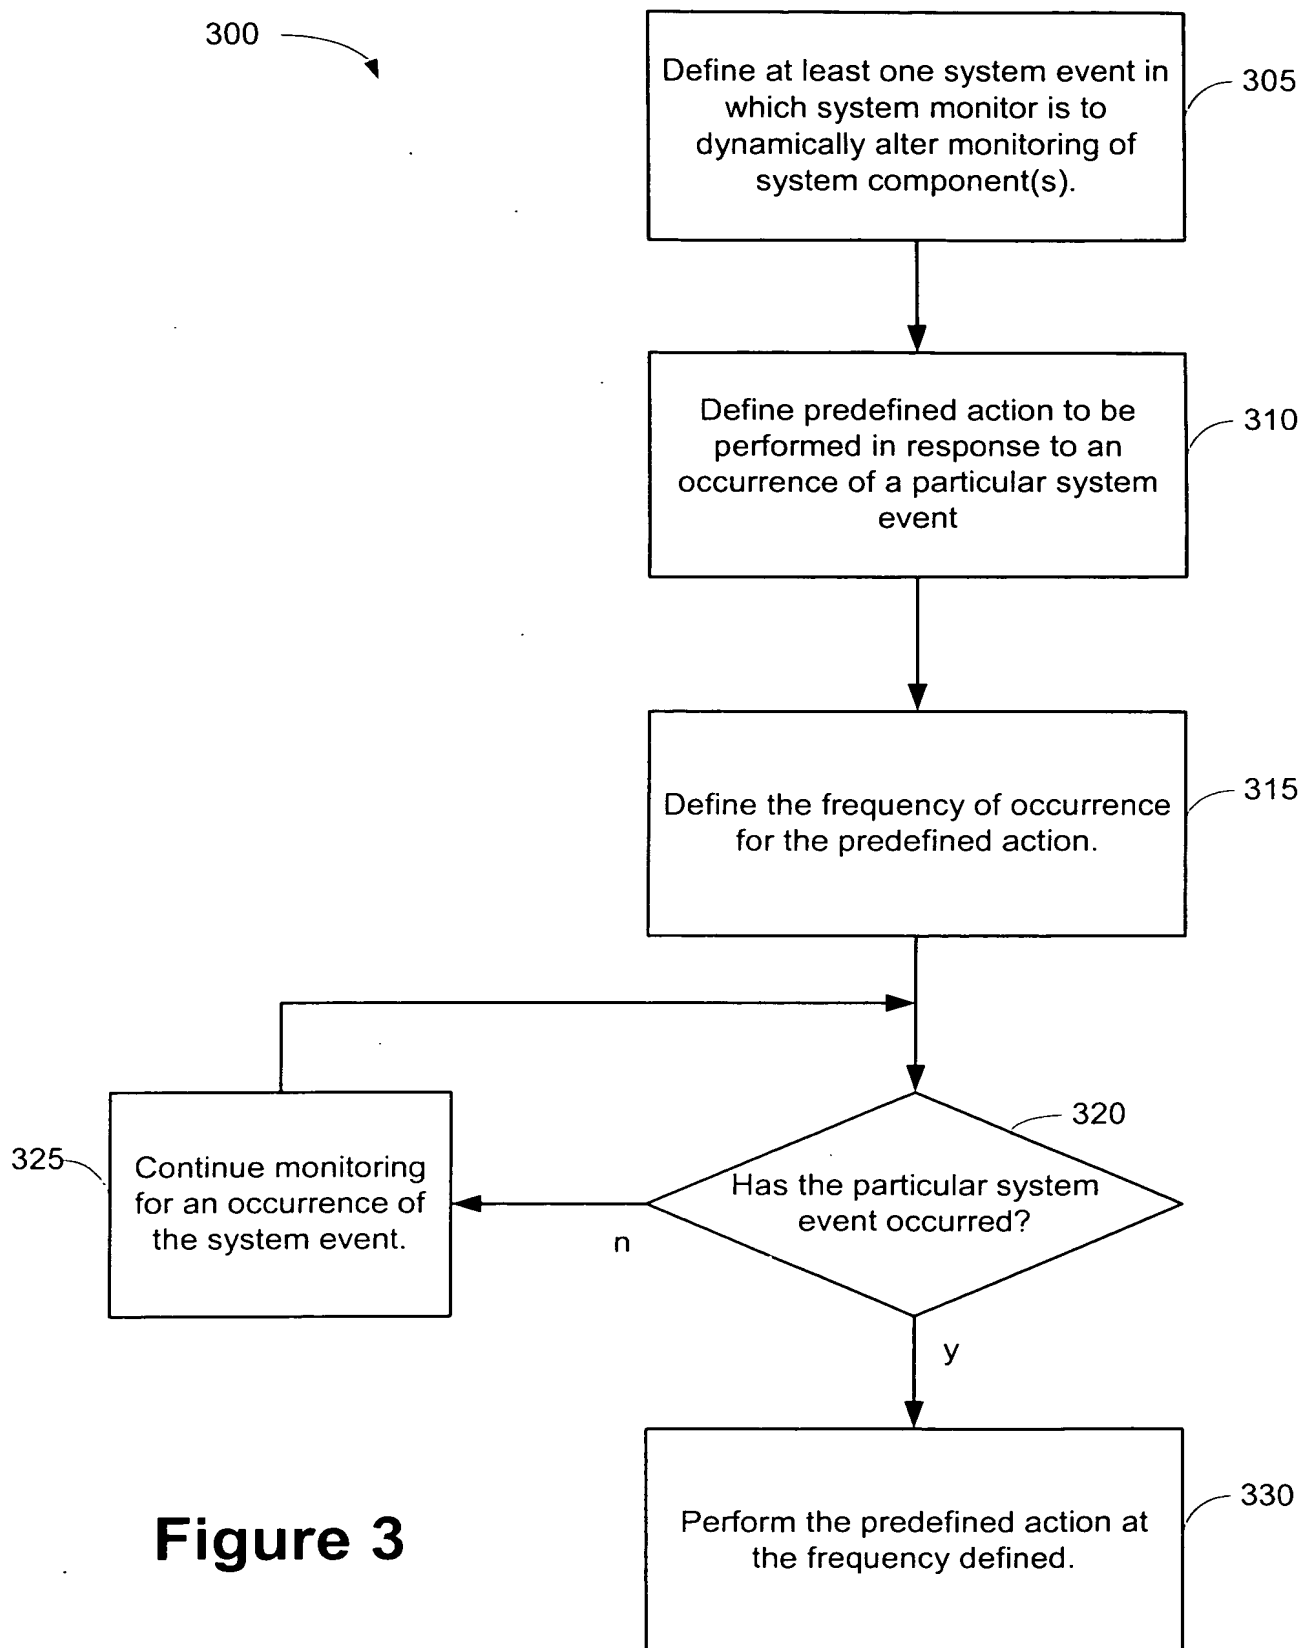 300
Define at least one system event in
which system monitor is to
dynamically alter monitoring of
system component(s).
305
Define predefined action to be
performed in response to an
occurrence of a particular system
event
310
Define the frequency of occurrence
for the predefined action.
315
320
Has the particular system
event occurred?
n
325
Continue monitoring
for an occurrence of
the system event.
y
Perform the predefined action at
the frequency defined.
330
Figure 3